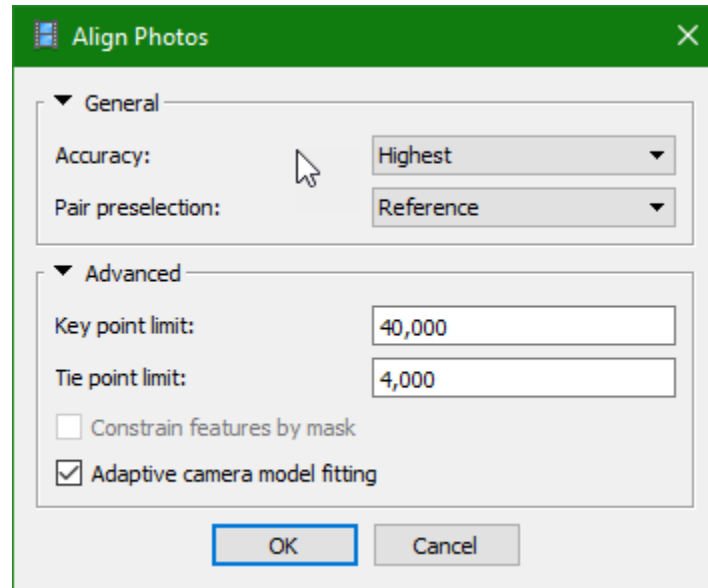 Align Photos
General
Accuracy: Highest
Pair preselection: Reference
Advanced
Key point limit: 40,000
Tie point limit: 4,000
Constrain features by mask
Adaptive camera model fitting
OK Cancel